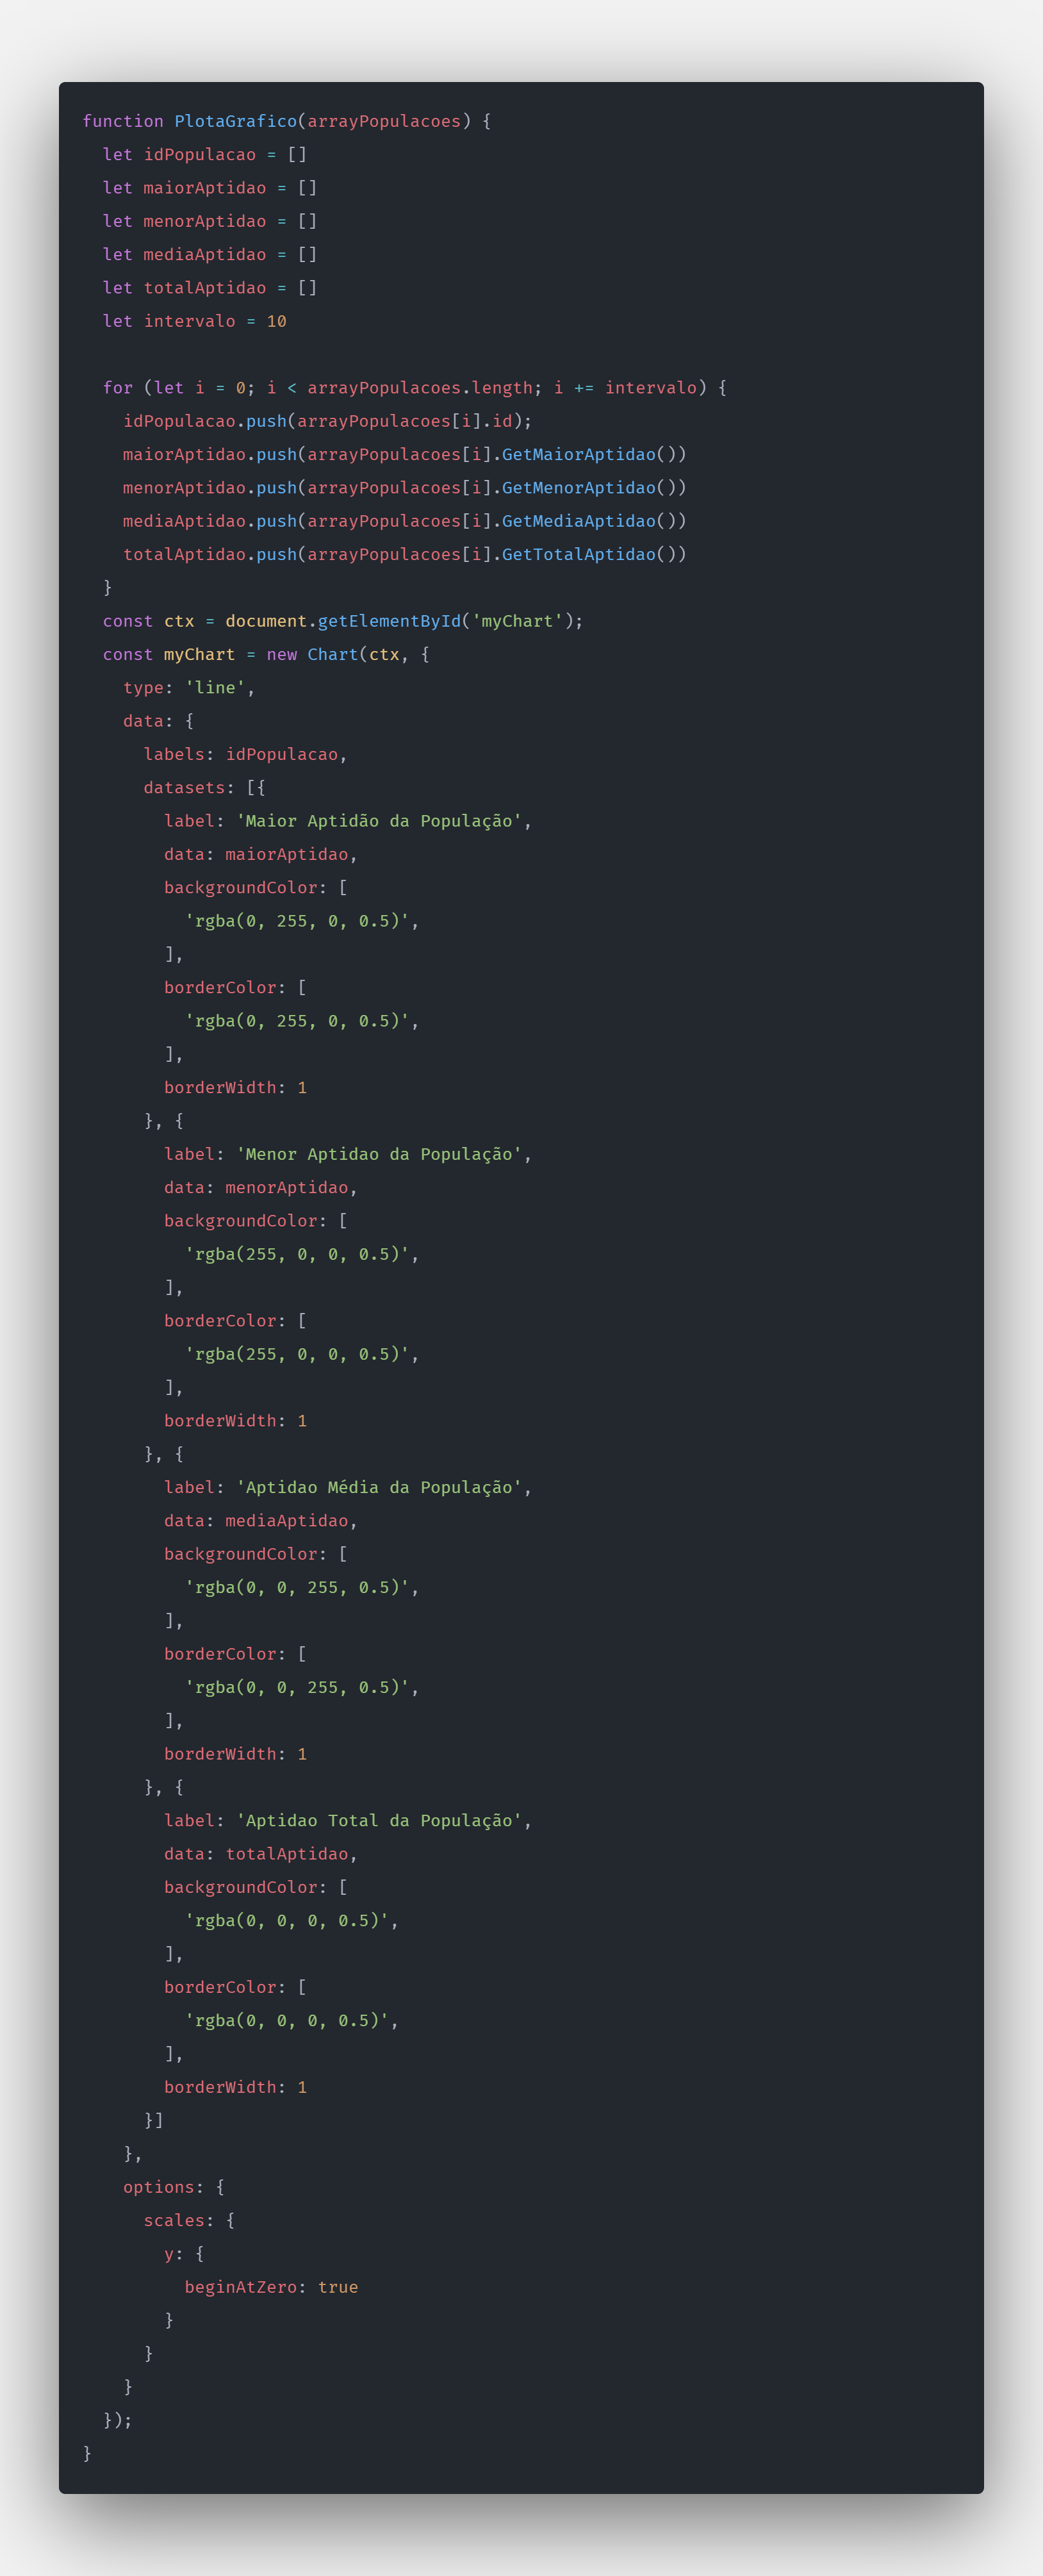 function PlotaGrafico(arrayPopulacoes) {
  let idPopulacao = []
  let maiorAptidao = []
  let menorAptidao = []
  let mediaAptidao = []
  let totalAptidao = []
  let intervalo = 10

  for (let i = 0; i < arrayPopulacoes.length; i += intervalo) {
    idPopulacao.push(arrayPopulacoes[i].id);
    maiorAptidao.push(arrayPopulacoes[i].GetMaiorAptidao())
    menorAptidao.push(arrayPopulacoes[i].GetMenorAptidao())
    mediaAptidao.push(arrayPopulacoes[i].GetMediaAptidao())
    totalAptidao.push(arrayPopulacoes[i].GetTotalAptidao())
  }
  const ctx = document.getElementById('myChart');
  const myChart = new Chart(ctx, {
    type: 'line',
    data: {
      labels: idPopulacao,
      datasets: [{
        label: 'Maior Aptidão da População',
        data: maiorAptidao,
        backgroundColor: [
          'rgba(0, 255, 0, 0.5)',
        ],
        borderColor: [
          'rgba(0, 255, 0, 0.5)',
        ],
        borderWidth: 1
      }, {
        label: 'Menor Aptidao da População',
        data: menorAptidao,
        backgroundColor: [
          'rgba(255, 0, 0, 0.5)',
        ],
        borderColor: [
          'rgba(255, 0, 0, 0.5)',
        ],
        borderWidth: 1
      }, {
        label: 'Aptidao Média da População',
        data: mediaAptidao,
        backgroundColor: [
          'rgba(0, 0, 255, 0.5)',
        ],
        borderColor: [
          'rgba(0, 0, 255, 0.5)',
        ],
        borderWidth: 1
      }, {
        label: 'Aptidao Total da População',
        data: totalAptidao,
        backgroundColor: [
          'rgba(0, 0, 0, 0.5)',
        ],
        borderColor: [
          'rgba(0, 0, 0, 0.5)',
        ],
        borderWidth: 1
      }]
    },
    options: {
      scales: {
        y: {
          beginAtZero: true
        }
      }
    }
  });
}